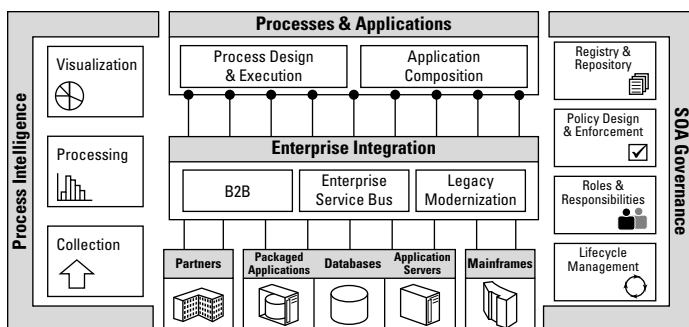 Process Intelligence
Visualization
Processing
Collection
Processes & Applications
Process Design
& Execution
Application
Composition
Enterprise Integration
B2B
Enterprise
Service Bus
Legacy
Modernization
Partners
Packaged
Applications
Databases
Application
Servers
Mainframes
SOA Governance
Registry &
Repository
Policy Design
& Enforcement
Roles &
Responsibilities
Lifecycle
Management